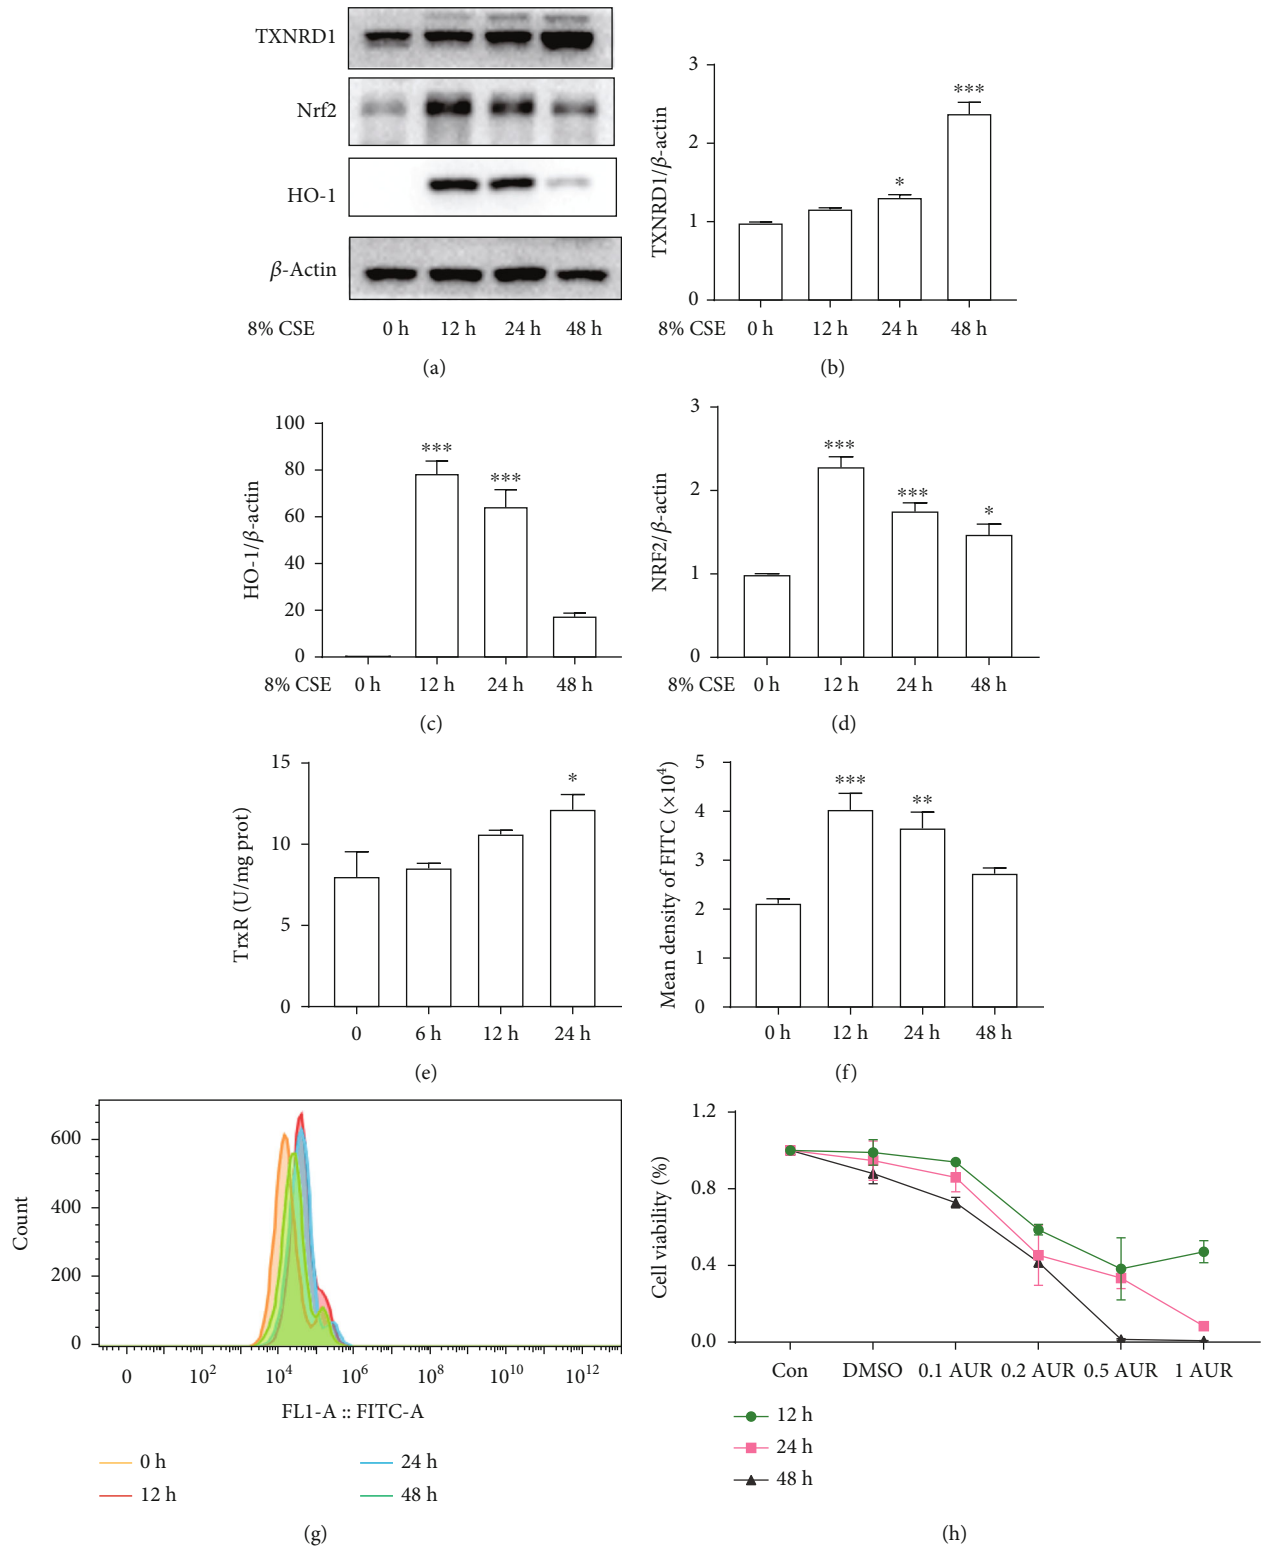 TXNRD1
Nrf2
HO-1
β-Actin
8% CSE 0 h 12 h 24 h 48 h
(a)
TXNRD1/β-actin
3
2
1
0
*
***
8% CSE 0 h 12 h 24 h 48 h
(b)
HO-1/β-actin
100
80
60
40
20
0
***
***
8% CSE 0 h 12 h 24 h 48 h
(c)
NRF2/β-actin
3
2
1
0
***
***
*
8% CSE 0 h 12 h 24 h 48 h
(d)
TrxR (U/mg prot)
15
10
5
0
*
0 6 h 12 h 24 h
(e)
Mean density of FITC (×10⁴)
5
4
3
2
1
0
***
**
0 h 12 h 24 h 48 h
(f)
Count
600
400
200
0
0 10² 10⁴ 10⁶ 10⁸ 10¹⁰ 10¹²
FL1-A :: FITC-A
0 h 24 h
12 h 48 h
(g)
Cell viability (%)
1.2
0.8
0.4
0.0
Con DMSO 0.1 AUR 0.2 AUR 0.5 AUR 1 AUR
12 h
24 h
48 h
(h)